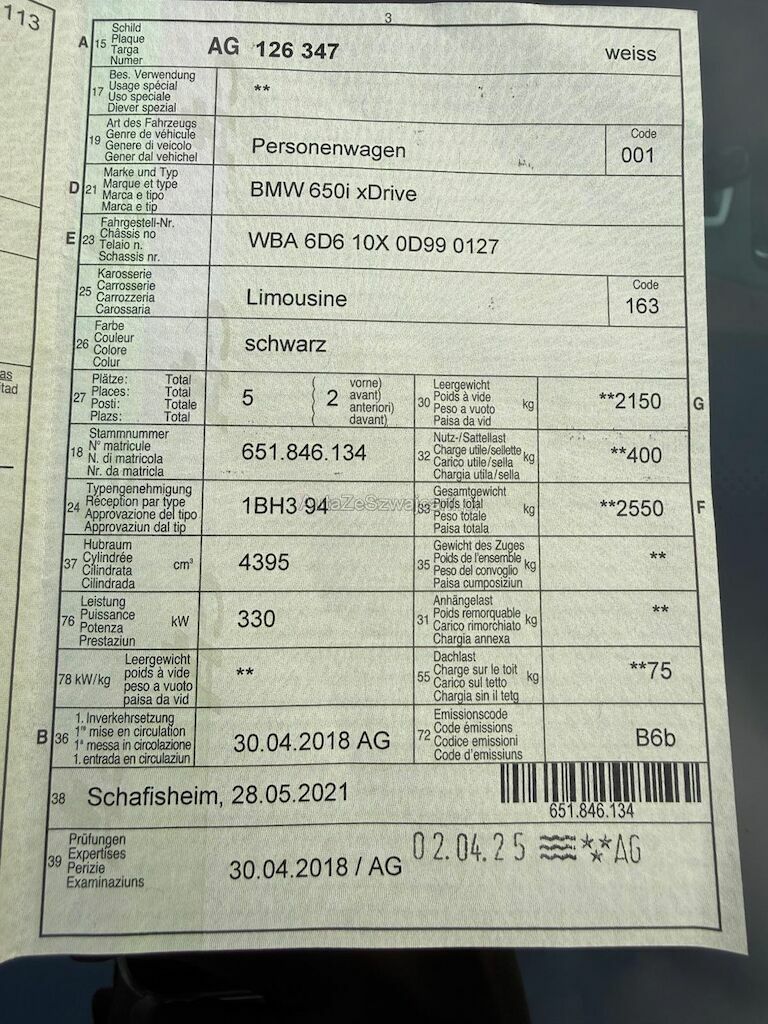 113
3
A 15 Schild
Plaque
Targa
Numer
AG 126 347
weiss
17 Bes. Verwendung
Usage spécial
Uso speciale
Diever spezial
**
19 Art des Fahrzeugs
Genre de véhicule
Genere di veicolo
Gener dal vehichel
Personenwagen
Code
001
D 21 Marke und Typ
Marque et type
Marca e tipo
Marca e tip
BMW 650i xDrive
E 23 Fahrgestell-Nr.
Châssis no
Telaio n.
Schassis nr.
WBA 6D6 10X 0D99 0127
25 Karosserie
Carrosserie
Carrozzeria
Carossaria
Limousine
Code
163
26 Farbe
Couleur
Colore
Colur
schwarz
27 Plätze: Total
Places: Total
Posti: Totale
Plazs: Total
5
( 2 vorne)
avant)
anteriori)
davant)
30 Leergewicht
Poids à vide
Peso a vuoto
Paisa da vid
kg
**2150
G
18 Stammnummer
N° matricule
N. di matricola
Nr. da matricla
651.846.134
32 Nutz-/Sattellast
Charge utile/sellette
Carico utile/sella
Chargia utila/sella
kg
**400
24 Typengenehmigung
Réception par type
Approvazione del tipo
Approvaziun dal tip
1BH3 94
33 Gesamtgewicht
Poids total
Peso totale
Paisa totala
kg
**2550
F
37 Hubraum
Cylindrée
Cilindrata
Cilindrada
cm³
4395
35 Gewicht des Zuges
Poids de l'ensemble
Peso del convoglio
Paisa cumposiziun
kg
**
76 Leistung
Puissance
Potenza
Prestaziun
kW
330
31 Anhängelast
Poids remorquable
Carico rimorchiato
Chargia annexa
kg
**
78 kW/kg Leergewicht
poids à vide
peso a vuoto
paisa da vid
**
55 Dachlast
Charge sur le toit
Carico sul tetto
Chargia sin il tetg
kg
**75
B 36 1. Inverkehrsetzung
1re mise en circulation
1a messa in circolazione
1. entrada en circulaziun
30.04.2018 AG
72 Emissionscode
Code émissions
Codice emissioni
Code d'emissiuns
B6b
38 Schafisheim, 28.05.2021
651.846.134
39 Prüfungen
Expertises
Perizie
Examinaziuns
30.04.2018 / AG
02.04.25 **AG
as
tad